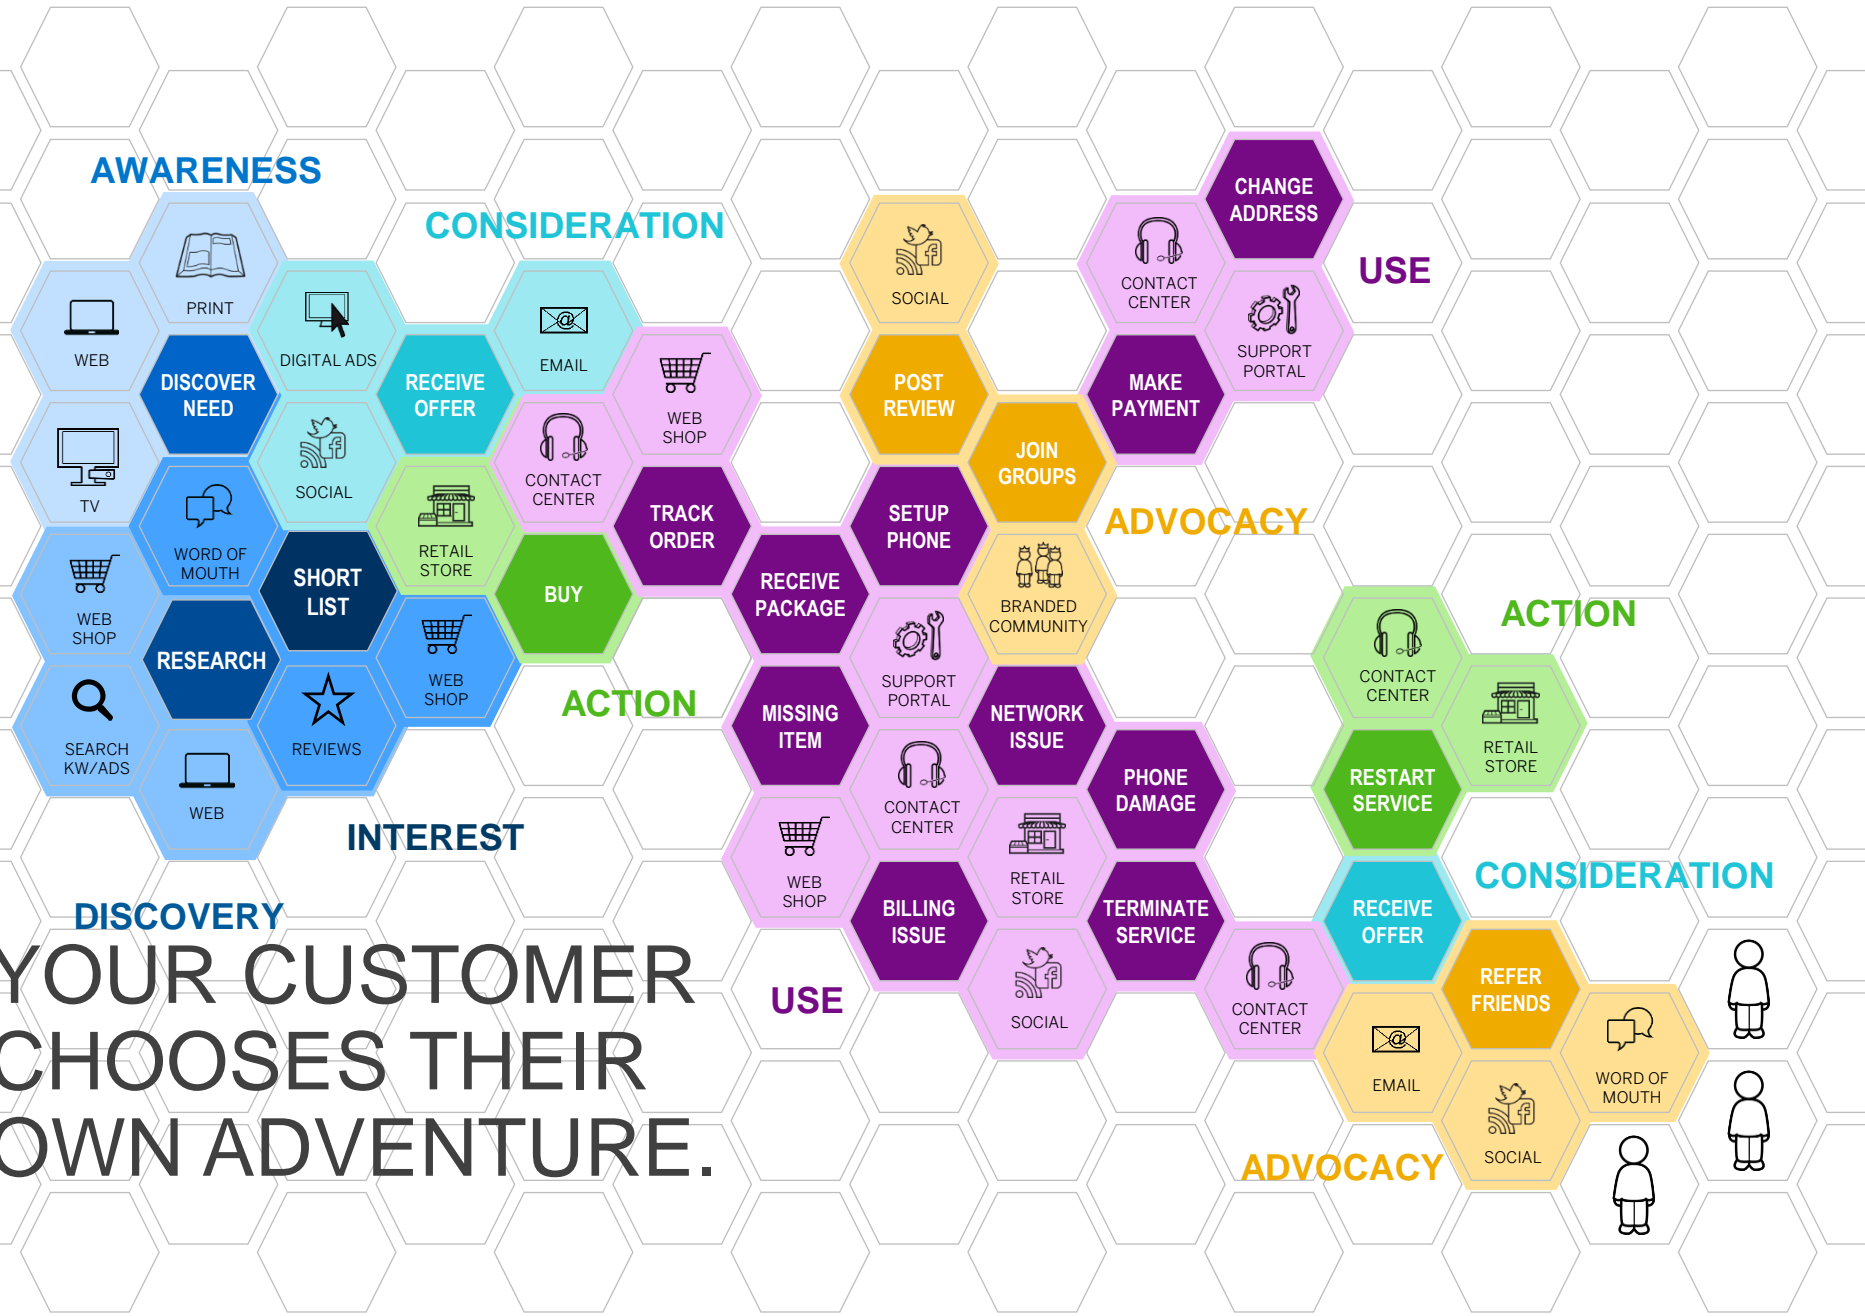 AWARENESS
PRINT
WEB
DISCOVER
NEED
TV
CONSIDERATION
DIGITAL ADS
RECEIVE
OFFER
EMAIL
SOCIAL
WORD OF
MOUTH
WEB
SHOP
SHORT
LIST
RESEARCH
SEARCH
KW/ADS
WEB
REVIEWS
WEB
SHOP
INTEREST
DISCOVERY
RETAIL
STORE
BUY
ACTION
CONTACT
CENTER
WEB
SHOP
TRACK
ORDER
RECEIVE
PACKAGE
SETUP
PHONE
SUPPORT
PORTAL
MISSING
ITEM
NETWORK
ISSUE
CONTACT
CENTER
PHONE
DAMAGE
WEB
SHOP
BILLING
ISSUE
RETAIL
STORE
TERMINATE
SERVICE
SOCIAL
CONTACT
CENTER
USE
SOCIAL
POST
REVIEW
JOIN
GROUPS
BRANDED
COMMUNITY
ADVOCACY
CHANGE
ADDRESS
CONTACT
CENTER
SUPPORT
PORTAL
MAKE
PAYMENT
USE
ACTION
CONTACT
CENTER
RETAIL
STORE
RESTART
SERVICE
CONSIDERATION
RECEIVE
OFFER
REFER
FRIENDS
EMAIL
WORD OF
MOUTH
SOCIAL
ADVOCACY
YOUR CUSTOMER
CHOOSES THEIR
OWN ADVENTURE.